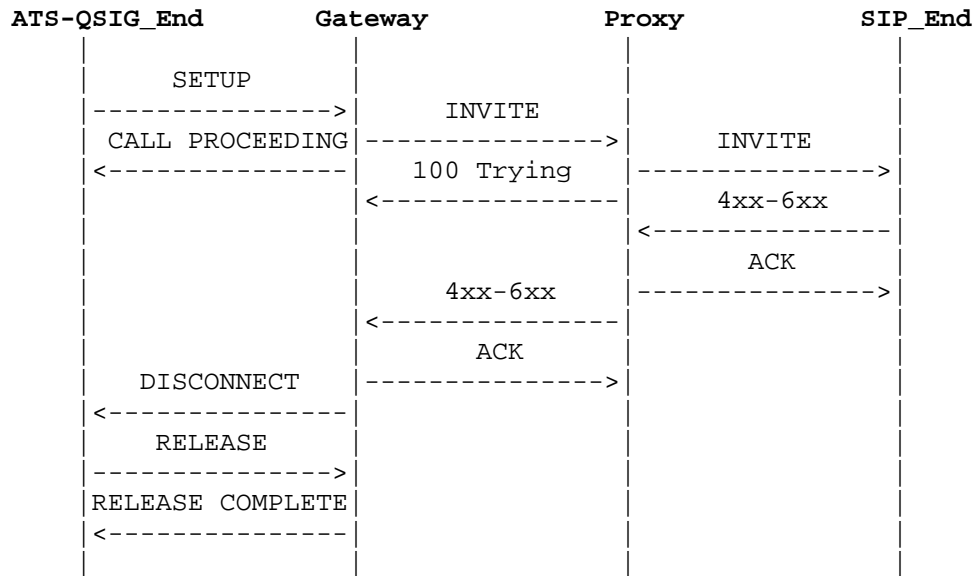 ATS-QSIG_End Gateway Proxy SIP_End
SETUP
INVITE
CALL PROCEEDING INVITE
100 Trying
4xx-6xx
ACK
4xx-6xx
ACK
DISCONNECT
RELEASE
RELEASE COMPLETE